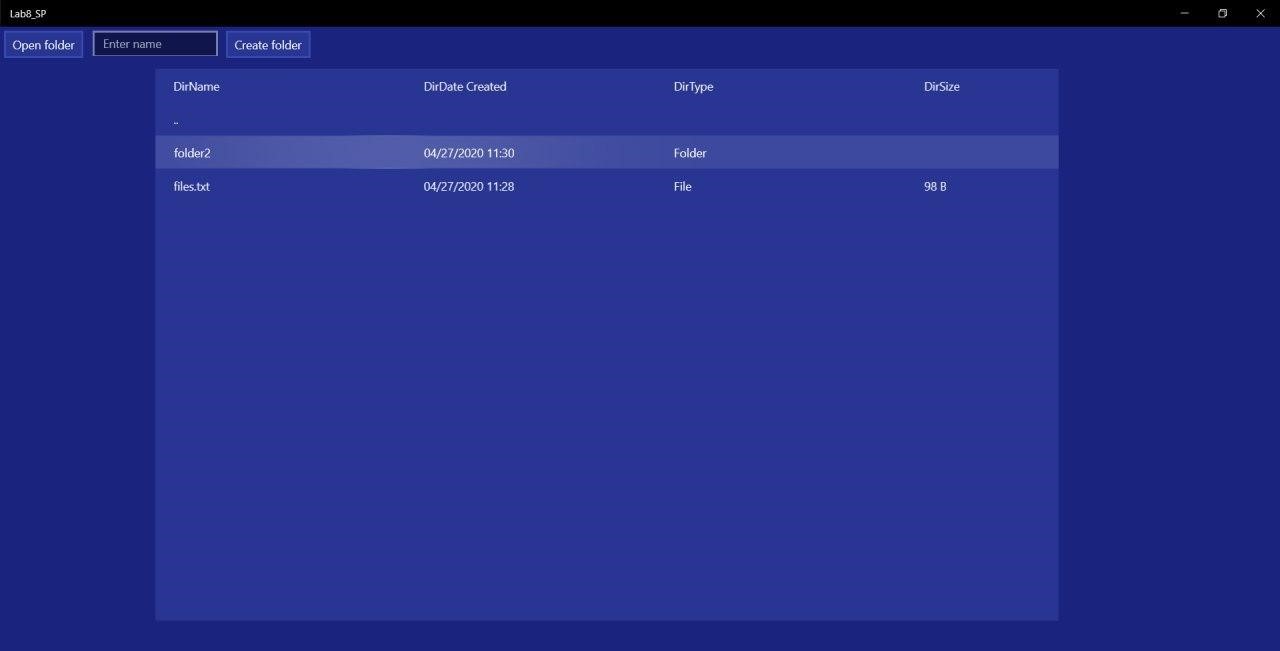 Lab8_SP
Open folder Enter name Create folder
DirName DirDate Created DirType DirSize
..
folder2 04/27/2020 11:30 Folder
files.txt 04/27/2020 11:28 File 98 B